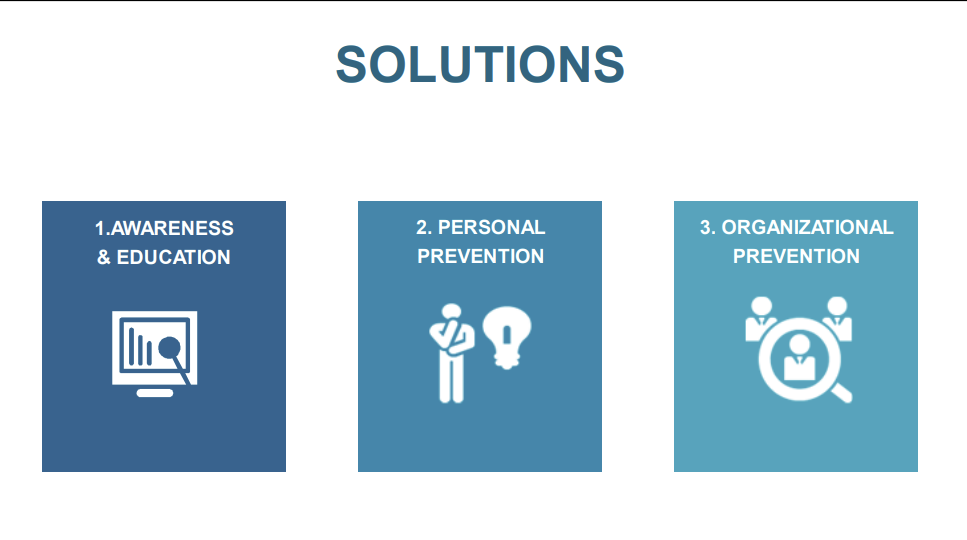 SOLUTIONS
1.AWARENESS
& EDUCATION
2. PERSONAL
PREVENTION
3. ORGANIZATIONAL
PREVENTION